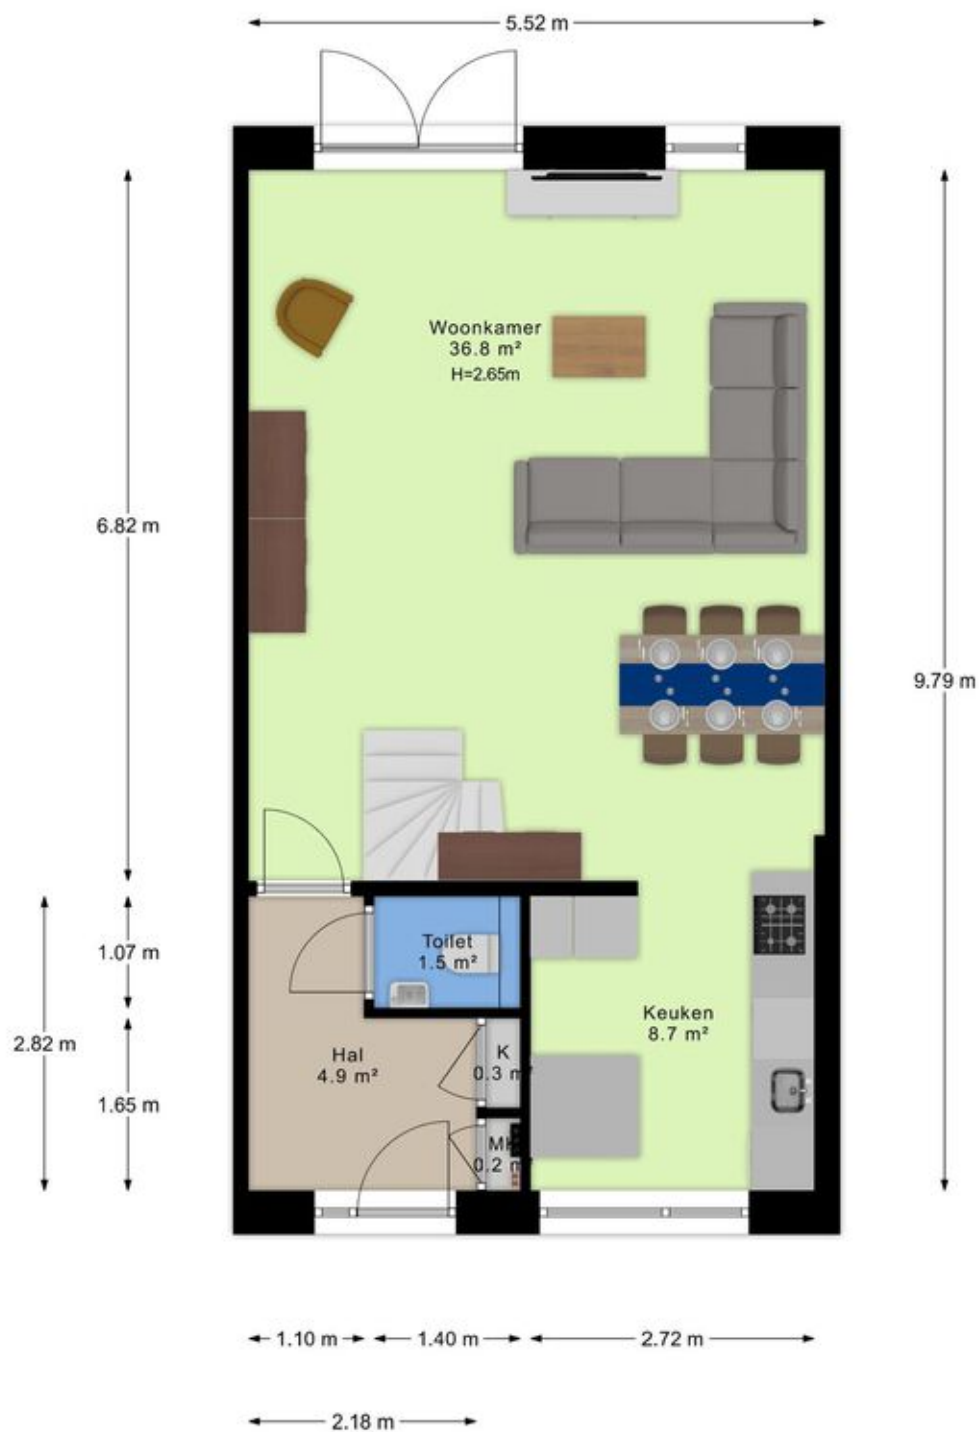 5.52 m
Woonkamer
36.8 m²
H=2.65m
6.82 m
9.79 m
1.07 m
Toilet
1.5 m²
2.82 m
Keuken
8.7 m²
Hal
4.9 m²
K
0.3 m²
1.65 m
MK
0.2 m²
1.10 m
1.40 m
2.72 m
2.18 m